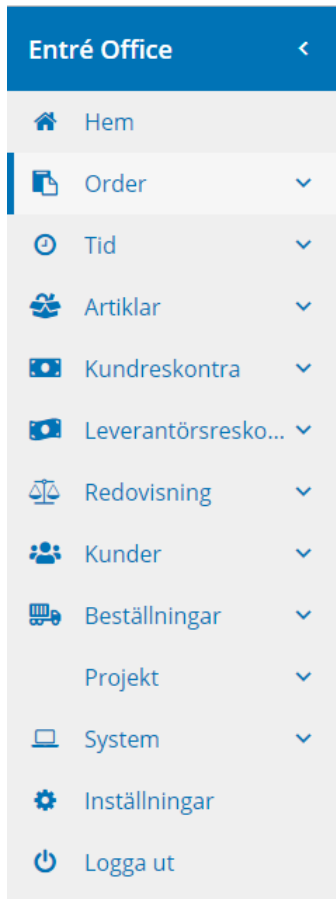 Entré Office
Hem
Order
Tid
Artiklar
Kundreskontra
Leverantörsresko...
Redovisning
Kunder
Beställningar
Projekt
System
Inställningar
Logga ut